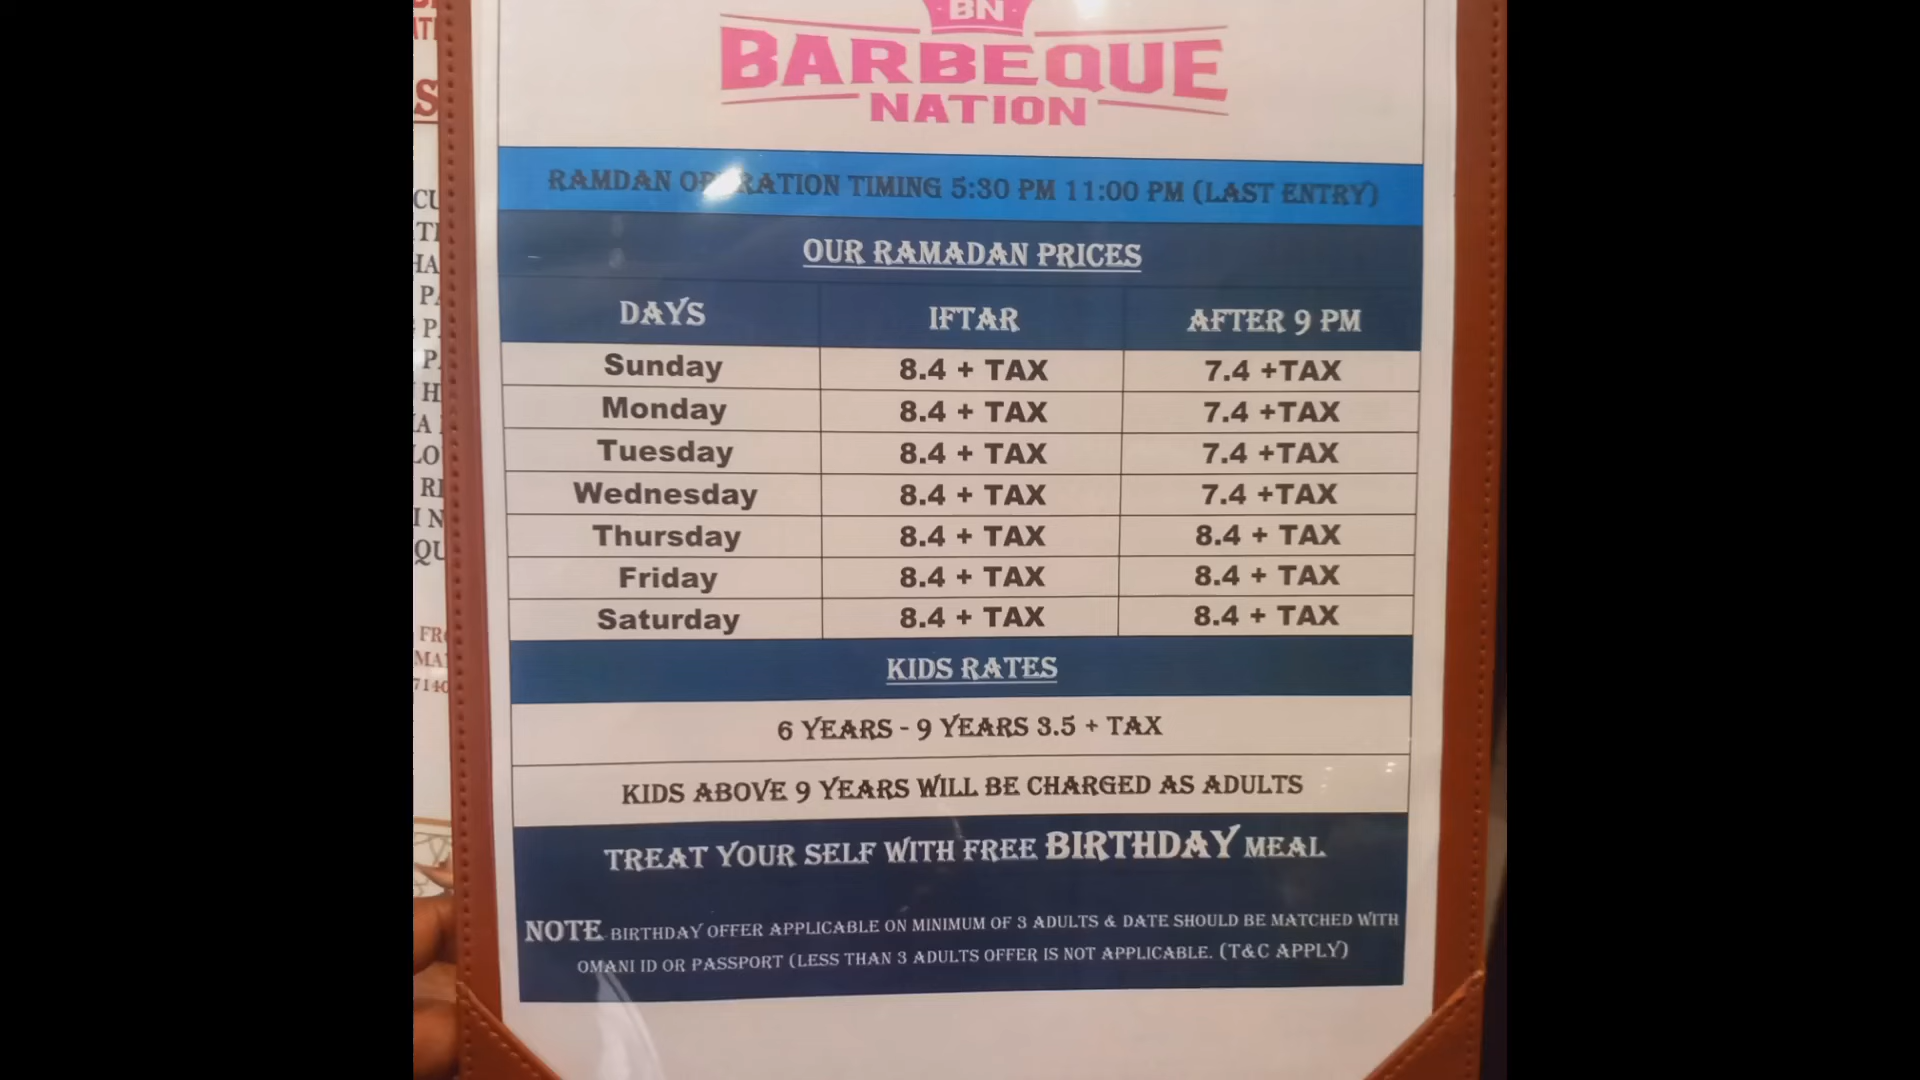 BN
BARBEQUE
NATION
RAMDAN OPERATION TIMING 5:30 PM 11:00 PM (LAST ENTRY)
OUR RAMADAN PRICES
DAYS IFTAR AFTER 9 PM
Sunday 8.4 + TAX 7.4 +TAX
Monday 8.4 + TAX 7.4 +TAX
Tuesday 8.4 + TAX 7.4 +TAX
Wednesday 8.4 + TAX 7.4 +TAX
Thursday 8.4 + TAX 8.4 + TAX
Friday 8.4 + TAX 8.4 + TAX
Saturday 8.4 + TAX 8.4 + TAX
KIDS RATES
6 YEARS - 9 YEARS 3.5 + TAX
KIDS ABOVE 9 YEARS WILL BE CHARGED AS ADULTS
TREAT YOUR SELF WITH FREE BIRTHDAY MEAL
NOTE BIRTHDAY OFFER APPLICABLE ON MINIMUM OF 3 ADULTS & DATE SHOULD BE MATCHED WITH
OMANI ID OR PASSPORT (LESS THAN 3 ADULTS OFFER IS NOT APPLICABLE. (T&C APPLY)